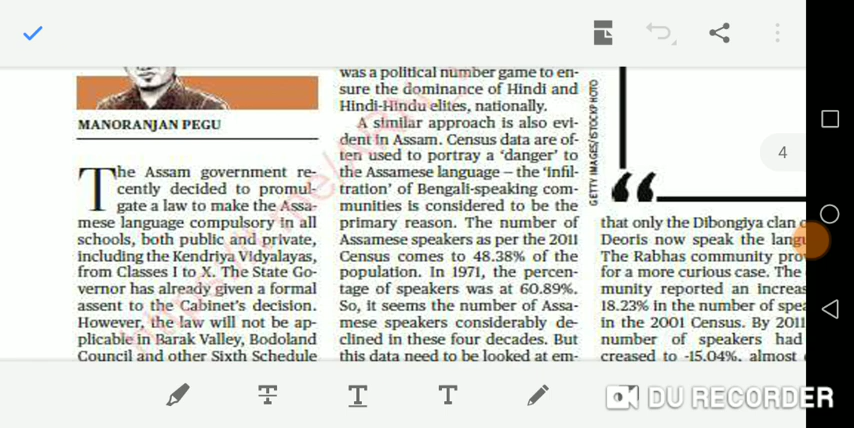 MANORANJAN PEGU
The Assam government re-
cently decided to promul-
gate a law to make the Assa-
mese language compulsory in all
schools, both public and private,
including the Kendriya Vidyalayas,
from Classes I to X. The State Go-
vernor has already given a formal
assent to the Cabinet's decision.
However, the law will not be ap-
plicable in Barak Valley, Bodoland
Council and other Sixth Schedule
was a political number game to en-
sure the dominance of Hindi and
Hindi-Hindu elites, nationally.
A similar approach is also evi-
dent in Assam. Census data are of-
ten used to portray a 'danger' to
the Assamese language – the 'infil-
tration' of Bengali-speaking com-
munities is considered to be the
primary reason. The number of
Assamese speakers as per the 2011
Census comes to 48.38% of the
population. In 1971, the percen-
tage of speakers was at 60.89%.
So, it seems the number of Assa-
mese speakers considerably de-
clined in these four decades. But
this data need to be looked at em-
GETTY IMAGES/ISTOCKPHOTO
4
“
that only the Dibongiya clan
Deoris now speak the
The Rabhas community
for a more curious case. The
munity reported an
18.23% in the number of
in the 2001 Census. By 2011
number of speakers had
creased to -15.04%, almost
T T T
DU RECORDER